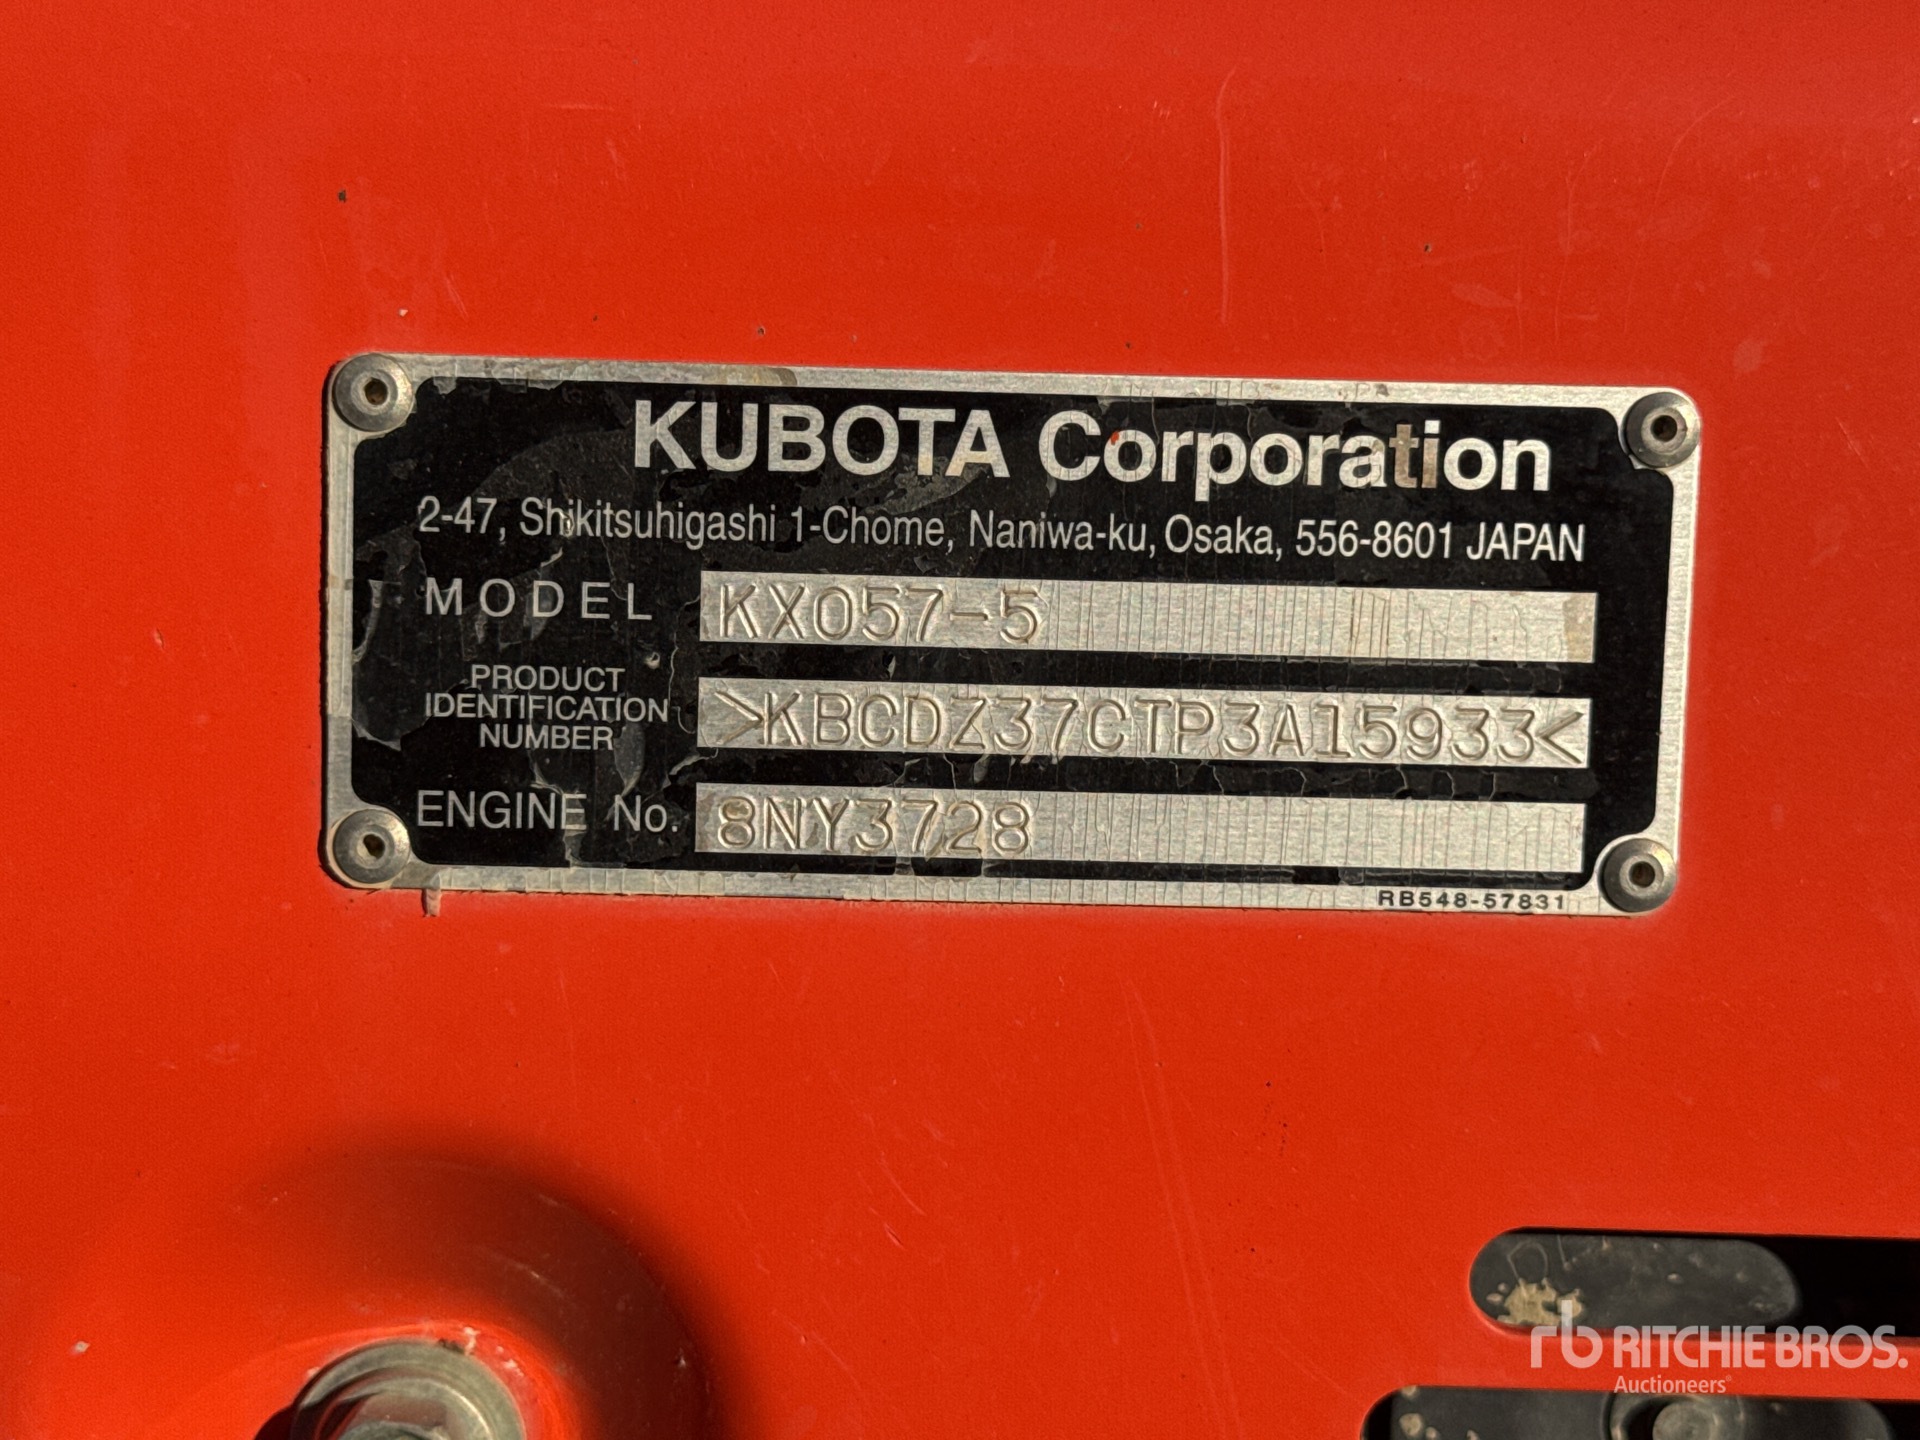 KUBOTA Corporation
2-47, Shikitsuhigashi 1-Chome, Naniwa-ku, Osaka, 556-8601 JAPAN
MODEL KX057-5
PRODUCT
IDENTIFICATION
NUMBER
>KBCDZ37CTP3A15933<
ENGINE No. 8NY3728
RB548-57831
rb RITCHIE BROS.
Auctioneers